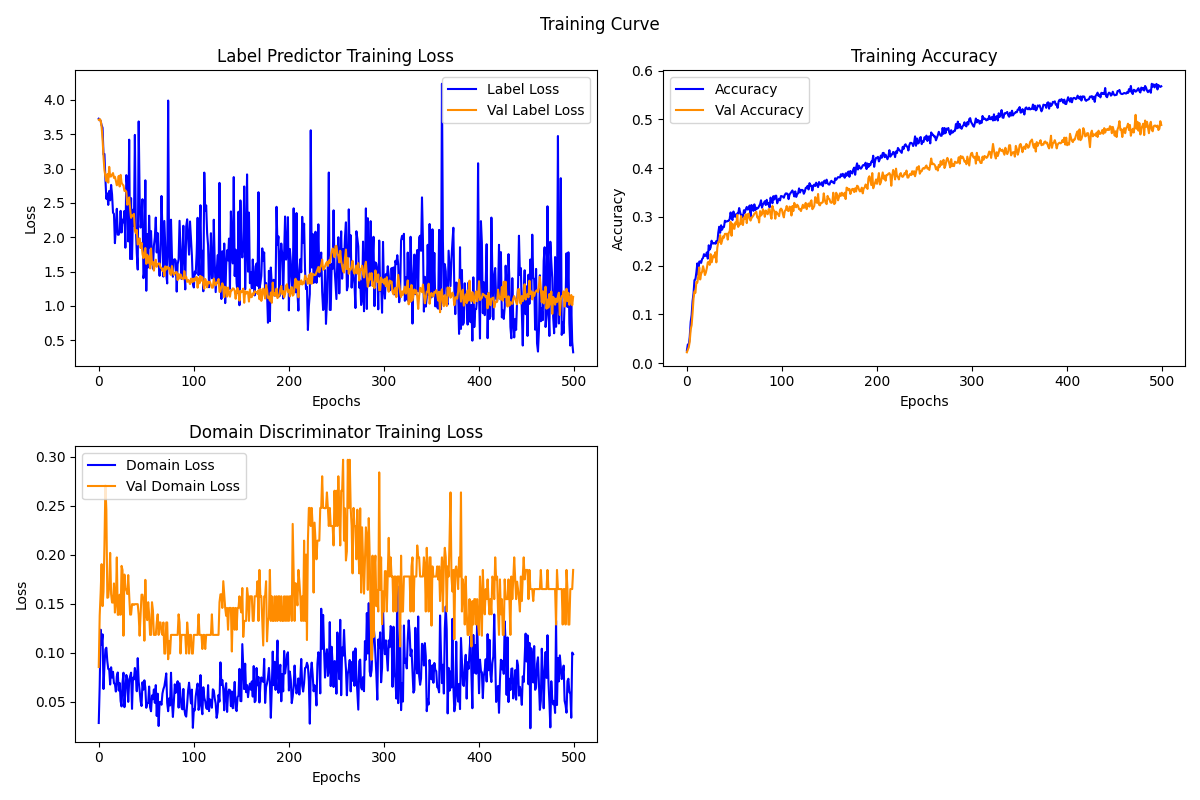 Training Curve
Label Predictor Training Loss
Label Loss
Val Label Loss
4.0
3.5
3.0
2.5
2.0
1.5
1.0
0.5
Loss
0
100
200
300
400
500
Epochs
Training Accuracy
Accuracy
Val Accuracy
0.6
0.5
0.4
0.3
0.2
0.1
0.0
Accuracy
0
100
200
300
400
500
Epochs
Domain Discriminator Training Loss
Domain Loss
Val Domain Loss
0.30
0.25
0.20
0.15
0.10
0.05
Loss
0
100
200
300
400
500
Epochs